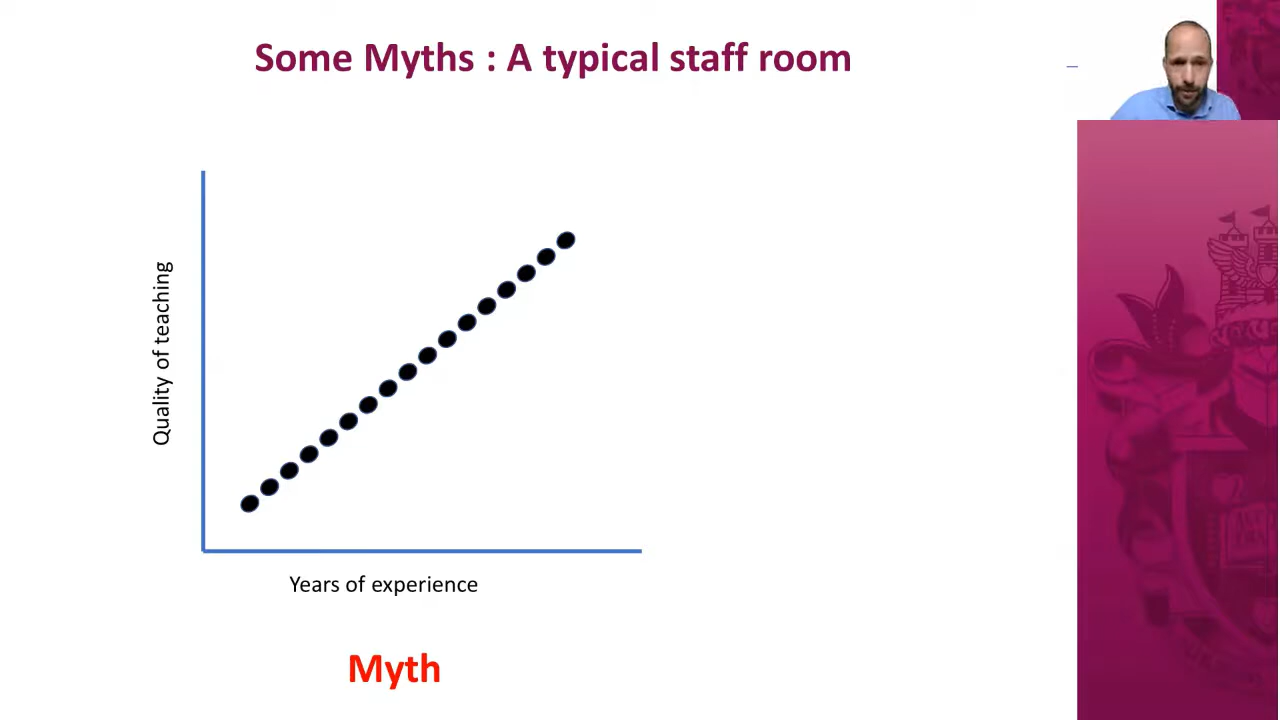 Some Myths : A typical staff room
Quality of teaching
Years of experience
Myth